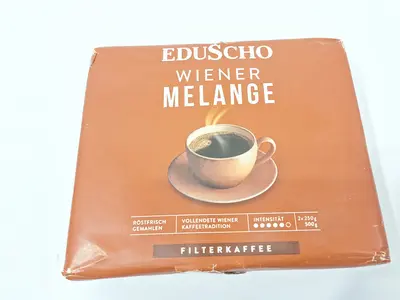 EDUSCHO
WIENER
MELANGE
RÖSTFRISCH
GEMAHLEN
VOLLENDETE WIENER
KAFFEETRADITION
INTENSITÄT
2x250g
500g
FILTERKAFFEE